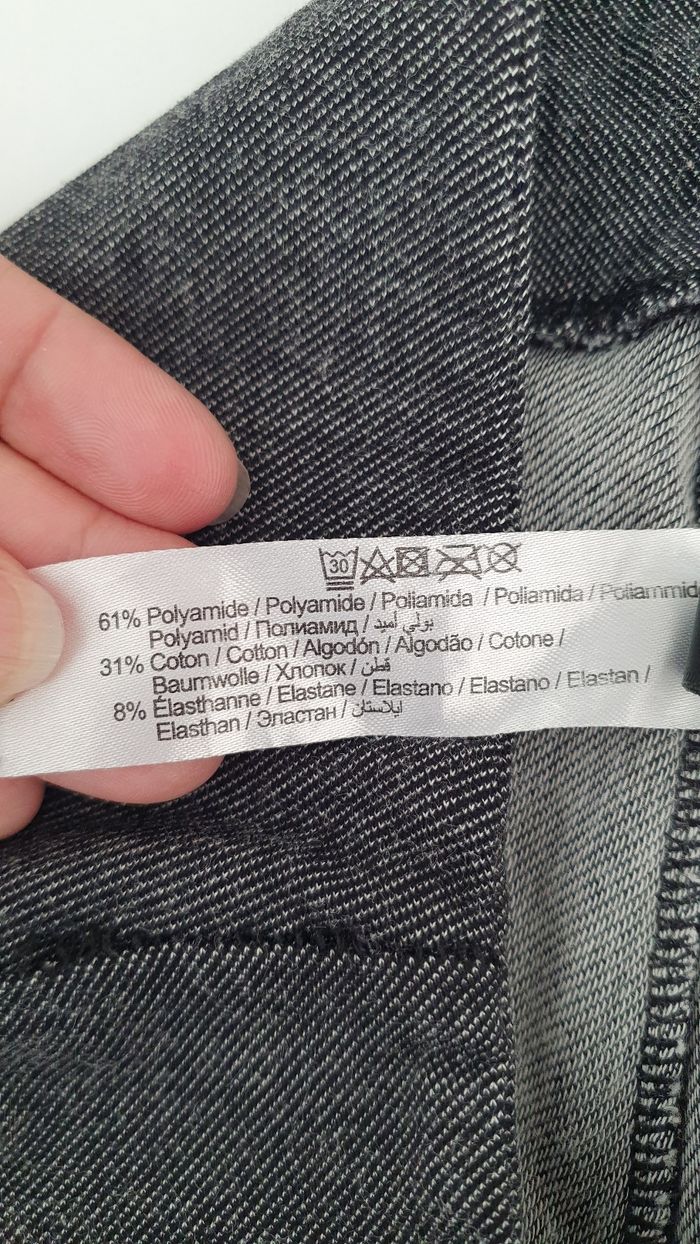 30
61% Polyamide / Polyamide / Poliamida / Poliamida / Poliammid
Polyamid / Полиамид / بولي أميد
31% Coton / Cotton / Algodón / Algodão / Cotone /
Baumwolle / Хлопок / قطن
8% Élasthanne / Elastane / Elastano / Elastano / Elastan /
Elasthan / Эластан / ايلاستان